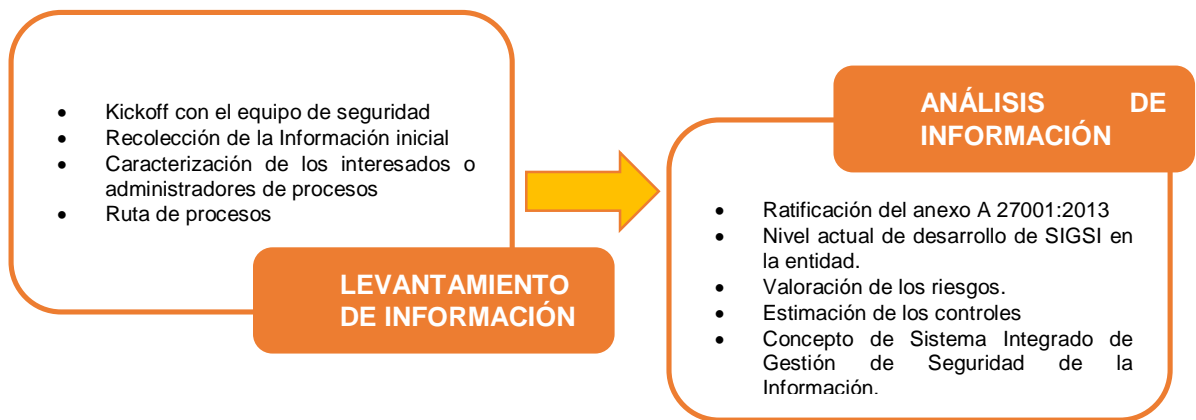 • Kickoff con el equipo de seguridad
• Recolección de la Información inicial
• Caracterización de los interesados o
administradores de procesos
• Ruta de procesos
LEVANTAMIENTO
DE INFORMACIÓN
ANÁLISIS DE
INFORMACIÓN
• Ratificación del anexo A 27001:2013
• Nivel actual de desarrollo de SIGSI en
la entidad.
• Valoración de los riesgos.
• Estimación de los controles
• Concepto de Sistema Integrado de
Gestión de Seguridad de la
Información.